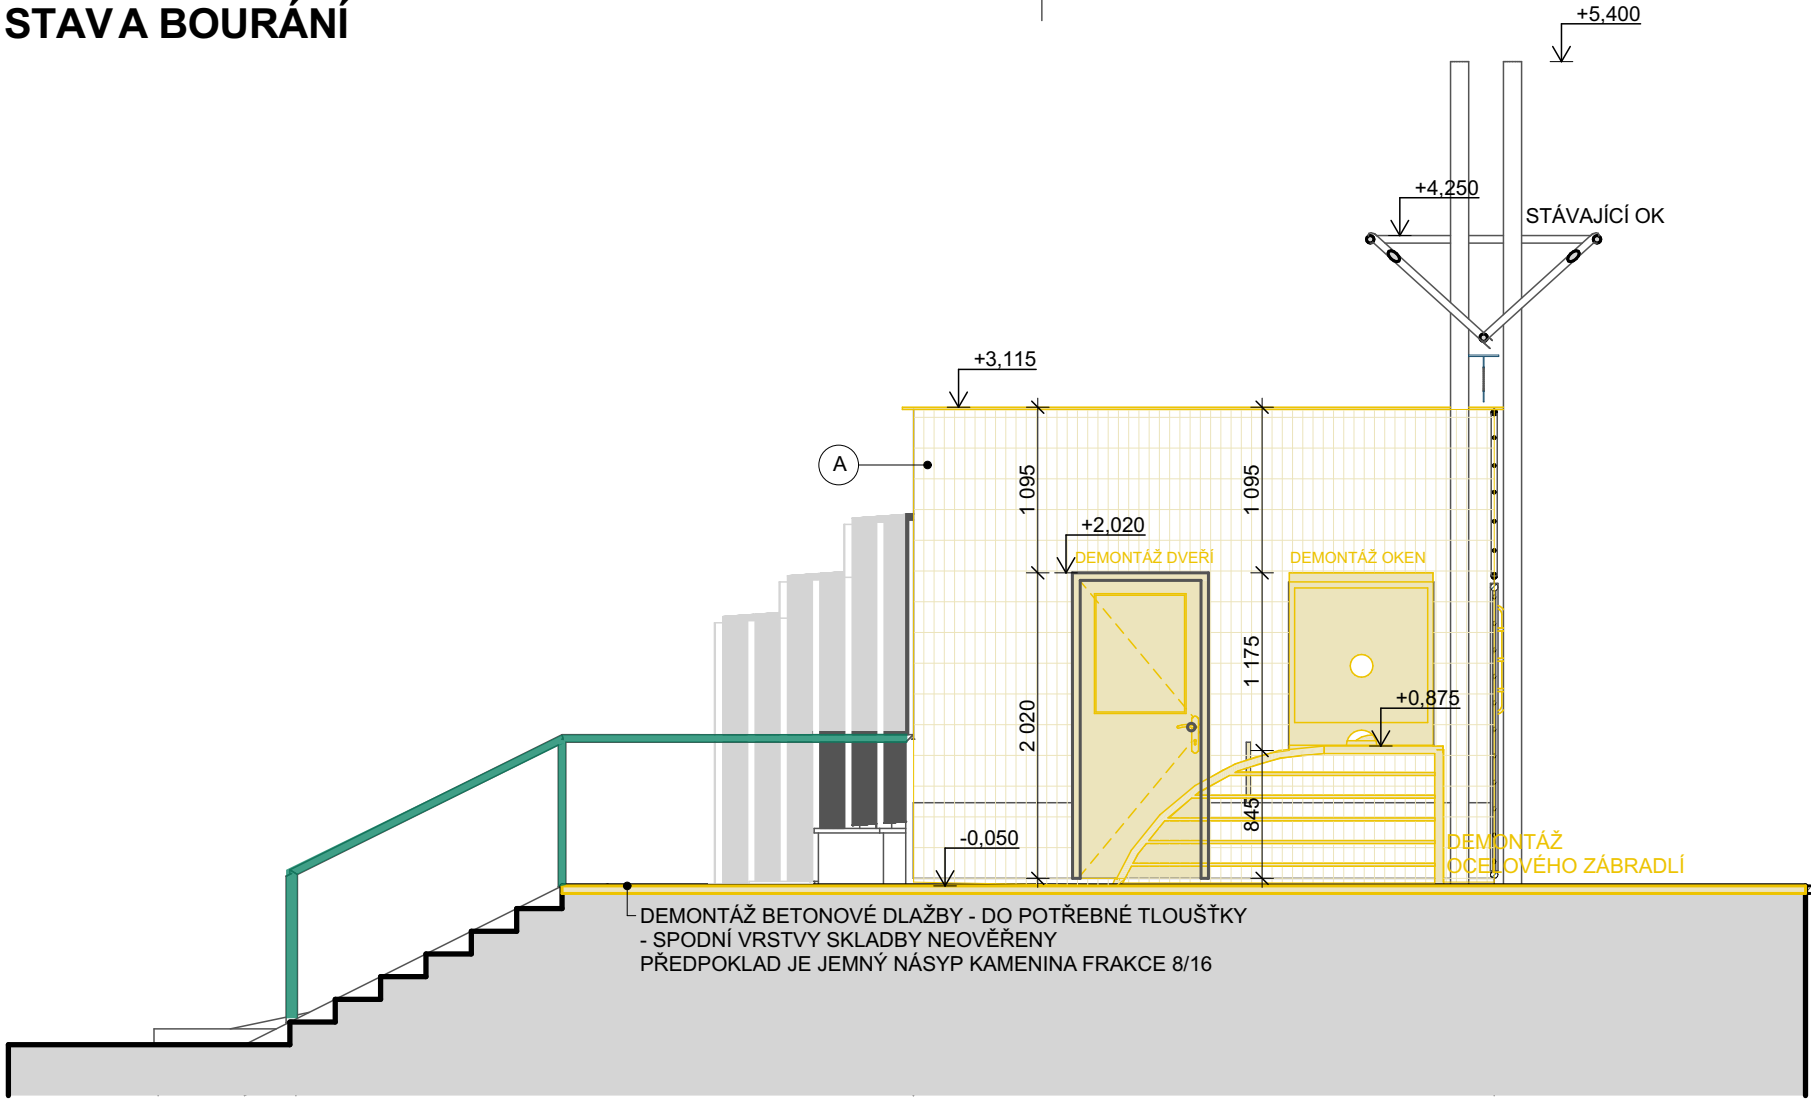 STAV A BOURÁNÍ
+5,400
+4,250
STÁVAJÍCÍ OK
+3,115
A
1 095
1 095
+2,020
DEMONTÁŽ DVEŘÍ
DEMONTÁŽ OKEN
1 175
+0,875
2 020
845
-0,050
DEMONTÁŽ
OCELOVÉHO ZÁBRADLÍ
DEMONTÁŽ BETONOVÉ DLAŽBY - DO POTŘEBNÉ TLOUŠŤKY
- SPODNÍ VRSTVY SKLADBY NEOVĚŘENY
PŘEDPOKLAD JE JEMNÝ NÁSYP KAMENINA FRAKCE 8/16